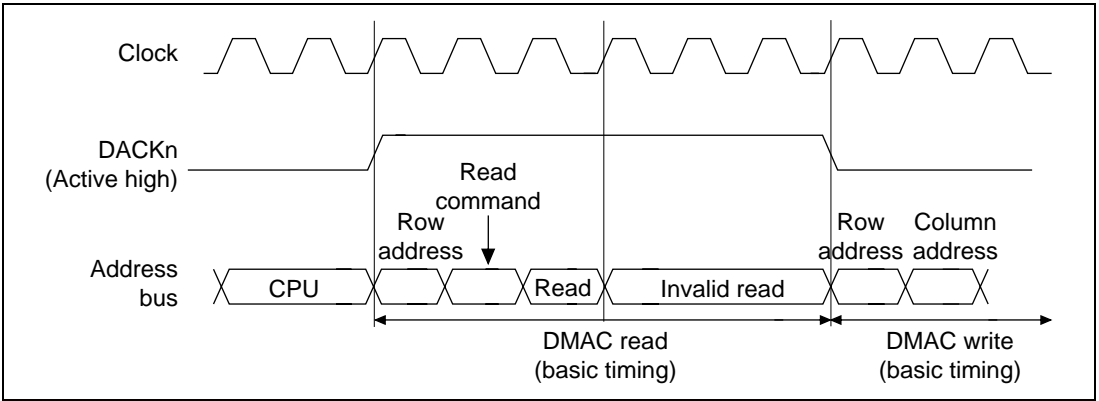 Clock
DACKn
(Active high)
Read
command
Row
address
Row
address
Column
address
Address
bus
CPU
Read
Invalid read
DMAC read
(basic timing)
DMAC write
(basic timing)